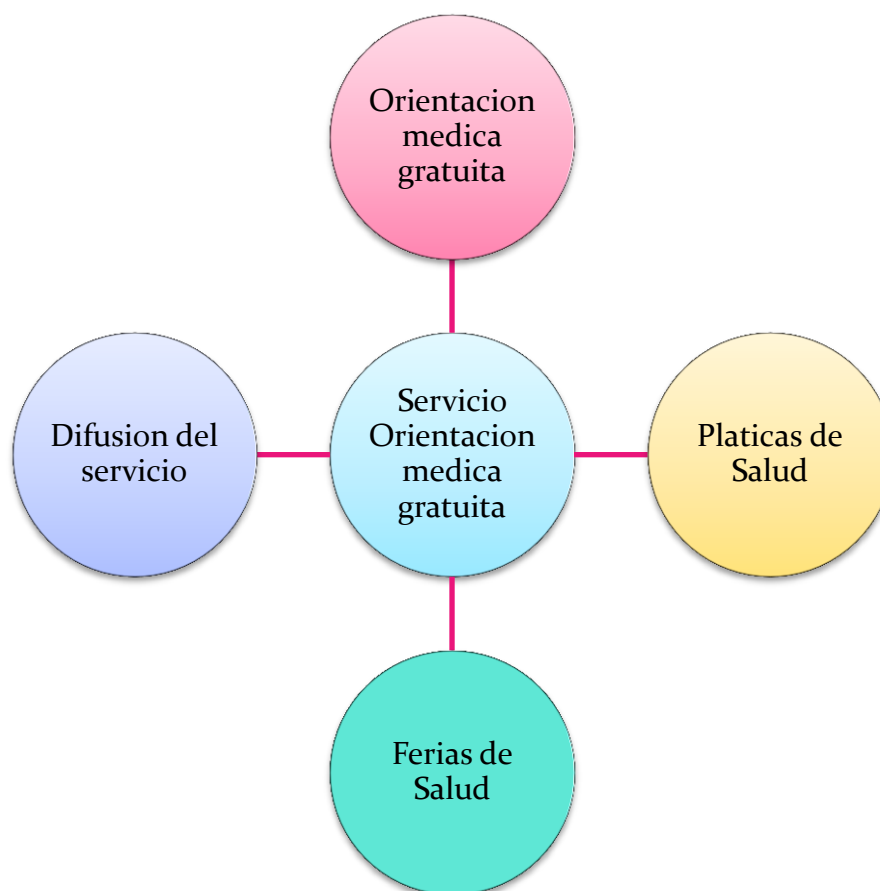 Orientacion
medica
gratuita
Difusion del
servicio
Servicio
Orientacion
medica
gratuita
Platicas de
Salud
Ferias de
Salud